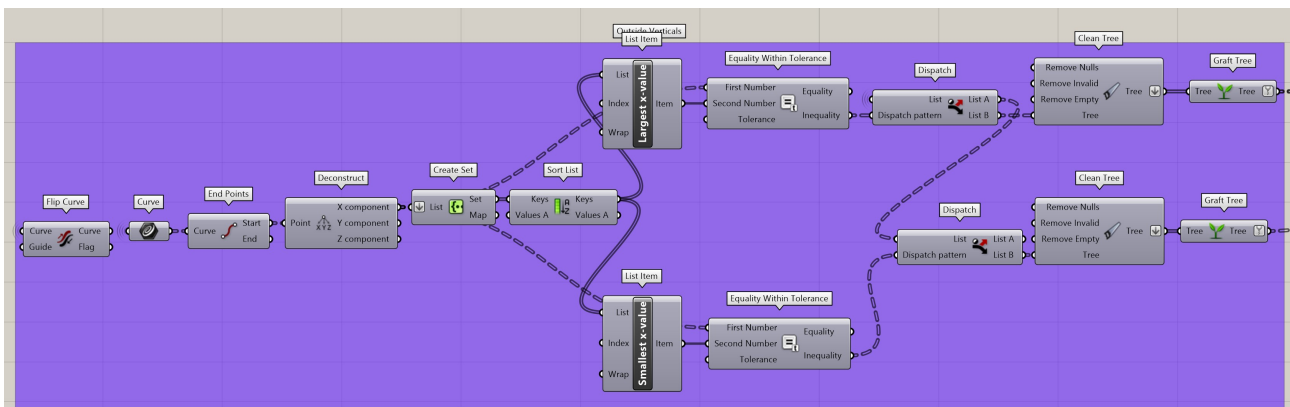 Outside Verticals
List Item
List
Index
Wrap
Largest x-value
Item
Equality Within Tolerance
First Number
Second Number
Tolerance
Equality
Inequality
Dispatch
List
Dispatch pattern
List A
List B
Clean Tree
Remove Nulls
Remove Invalid
Remove Empty
Tree
Tree
Graft Tree
Tree
Tree
Flip Curve
Curve
Guide
Curve
Flag
Curve
End Points
Curve
Start
End
Deconstruct
Point
XYZ
X component
Y component
Z component
Create Set
List
Set
Map
Sort List
Keys
Values A
A
Z
Keys
Values A
List Item
List
Index
Wrap
Smallest x-value
Item
Equality Within Tolerance
First Number
Second Number
Tolerance
Equality
Inequality
Dispatch
List
Dispatch pattern
List A
List B
Clean Tree
Remove Nulls
Remove Invalid
Remove Empty
Tree
Tree
Graft Tree
Tree
Tree